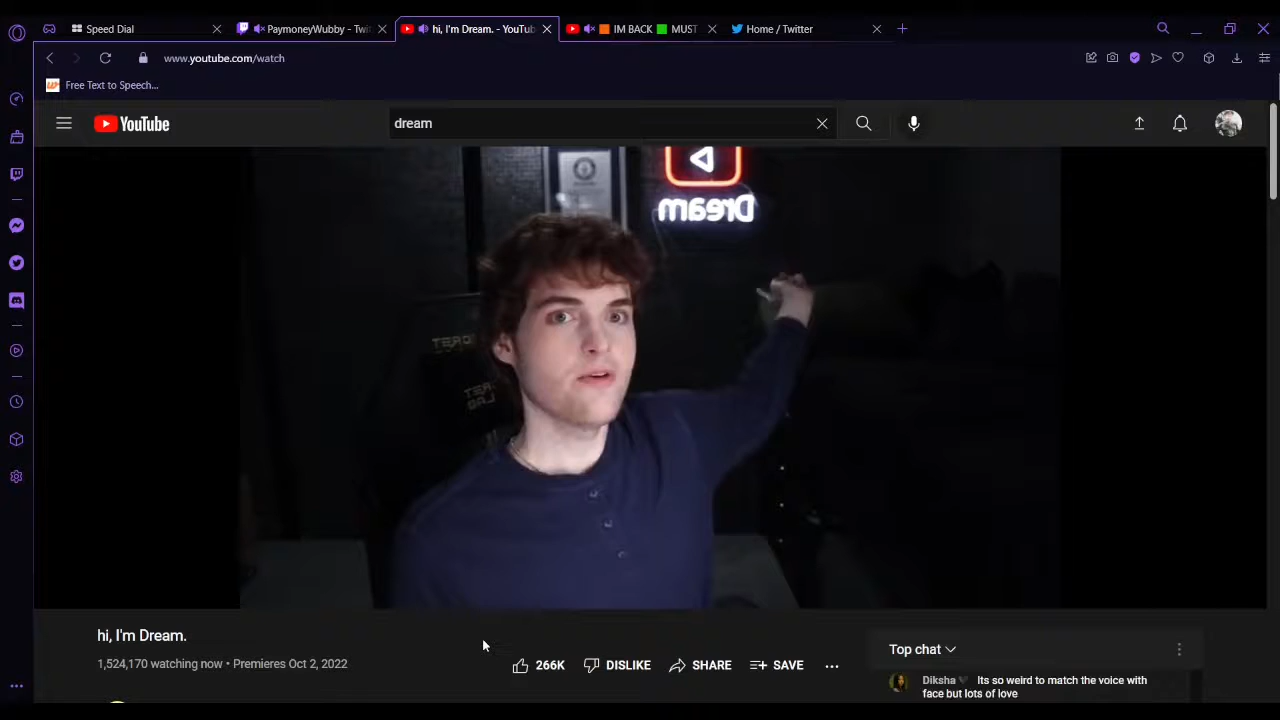 Speed Dial
PaymoneyWubby - Twi
hi, I'm Dream. - YouTub
IM BACK MUST
Home / Twitter
www.youtube.com/watch
Free Text to Speech...
YouTube
dream
Dream
hi, I'm Dream.
1,524,170 watching now • Premieres Oct 2, 2022
266K
DISLIKE
SHARE
SAVE
Top chat
Diksha Its so weird to match the voice with
face but lots of love